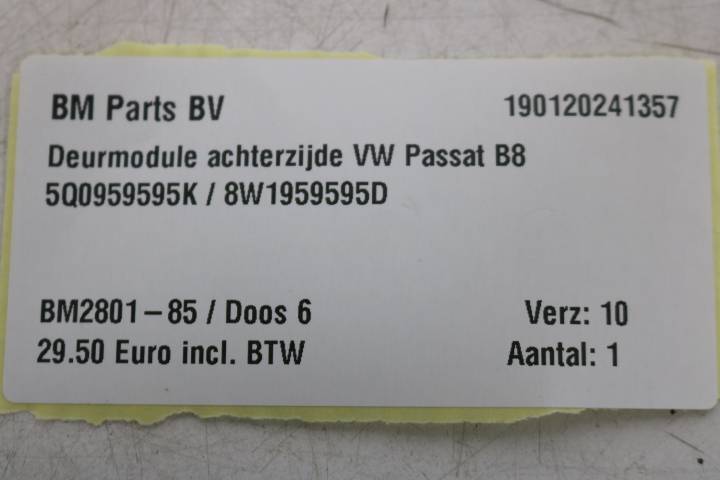 BM Parts BV 190120241357
Deurmodule achterzijde VW Passat B8
5Q0959595K / 8W1959595D
BM2801-85 / Doos 6 Verz: 10
29.50 Euro incl. BTW Aantal: 1